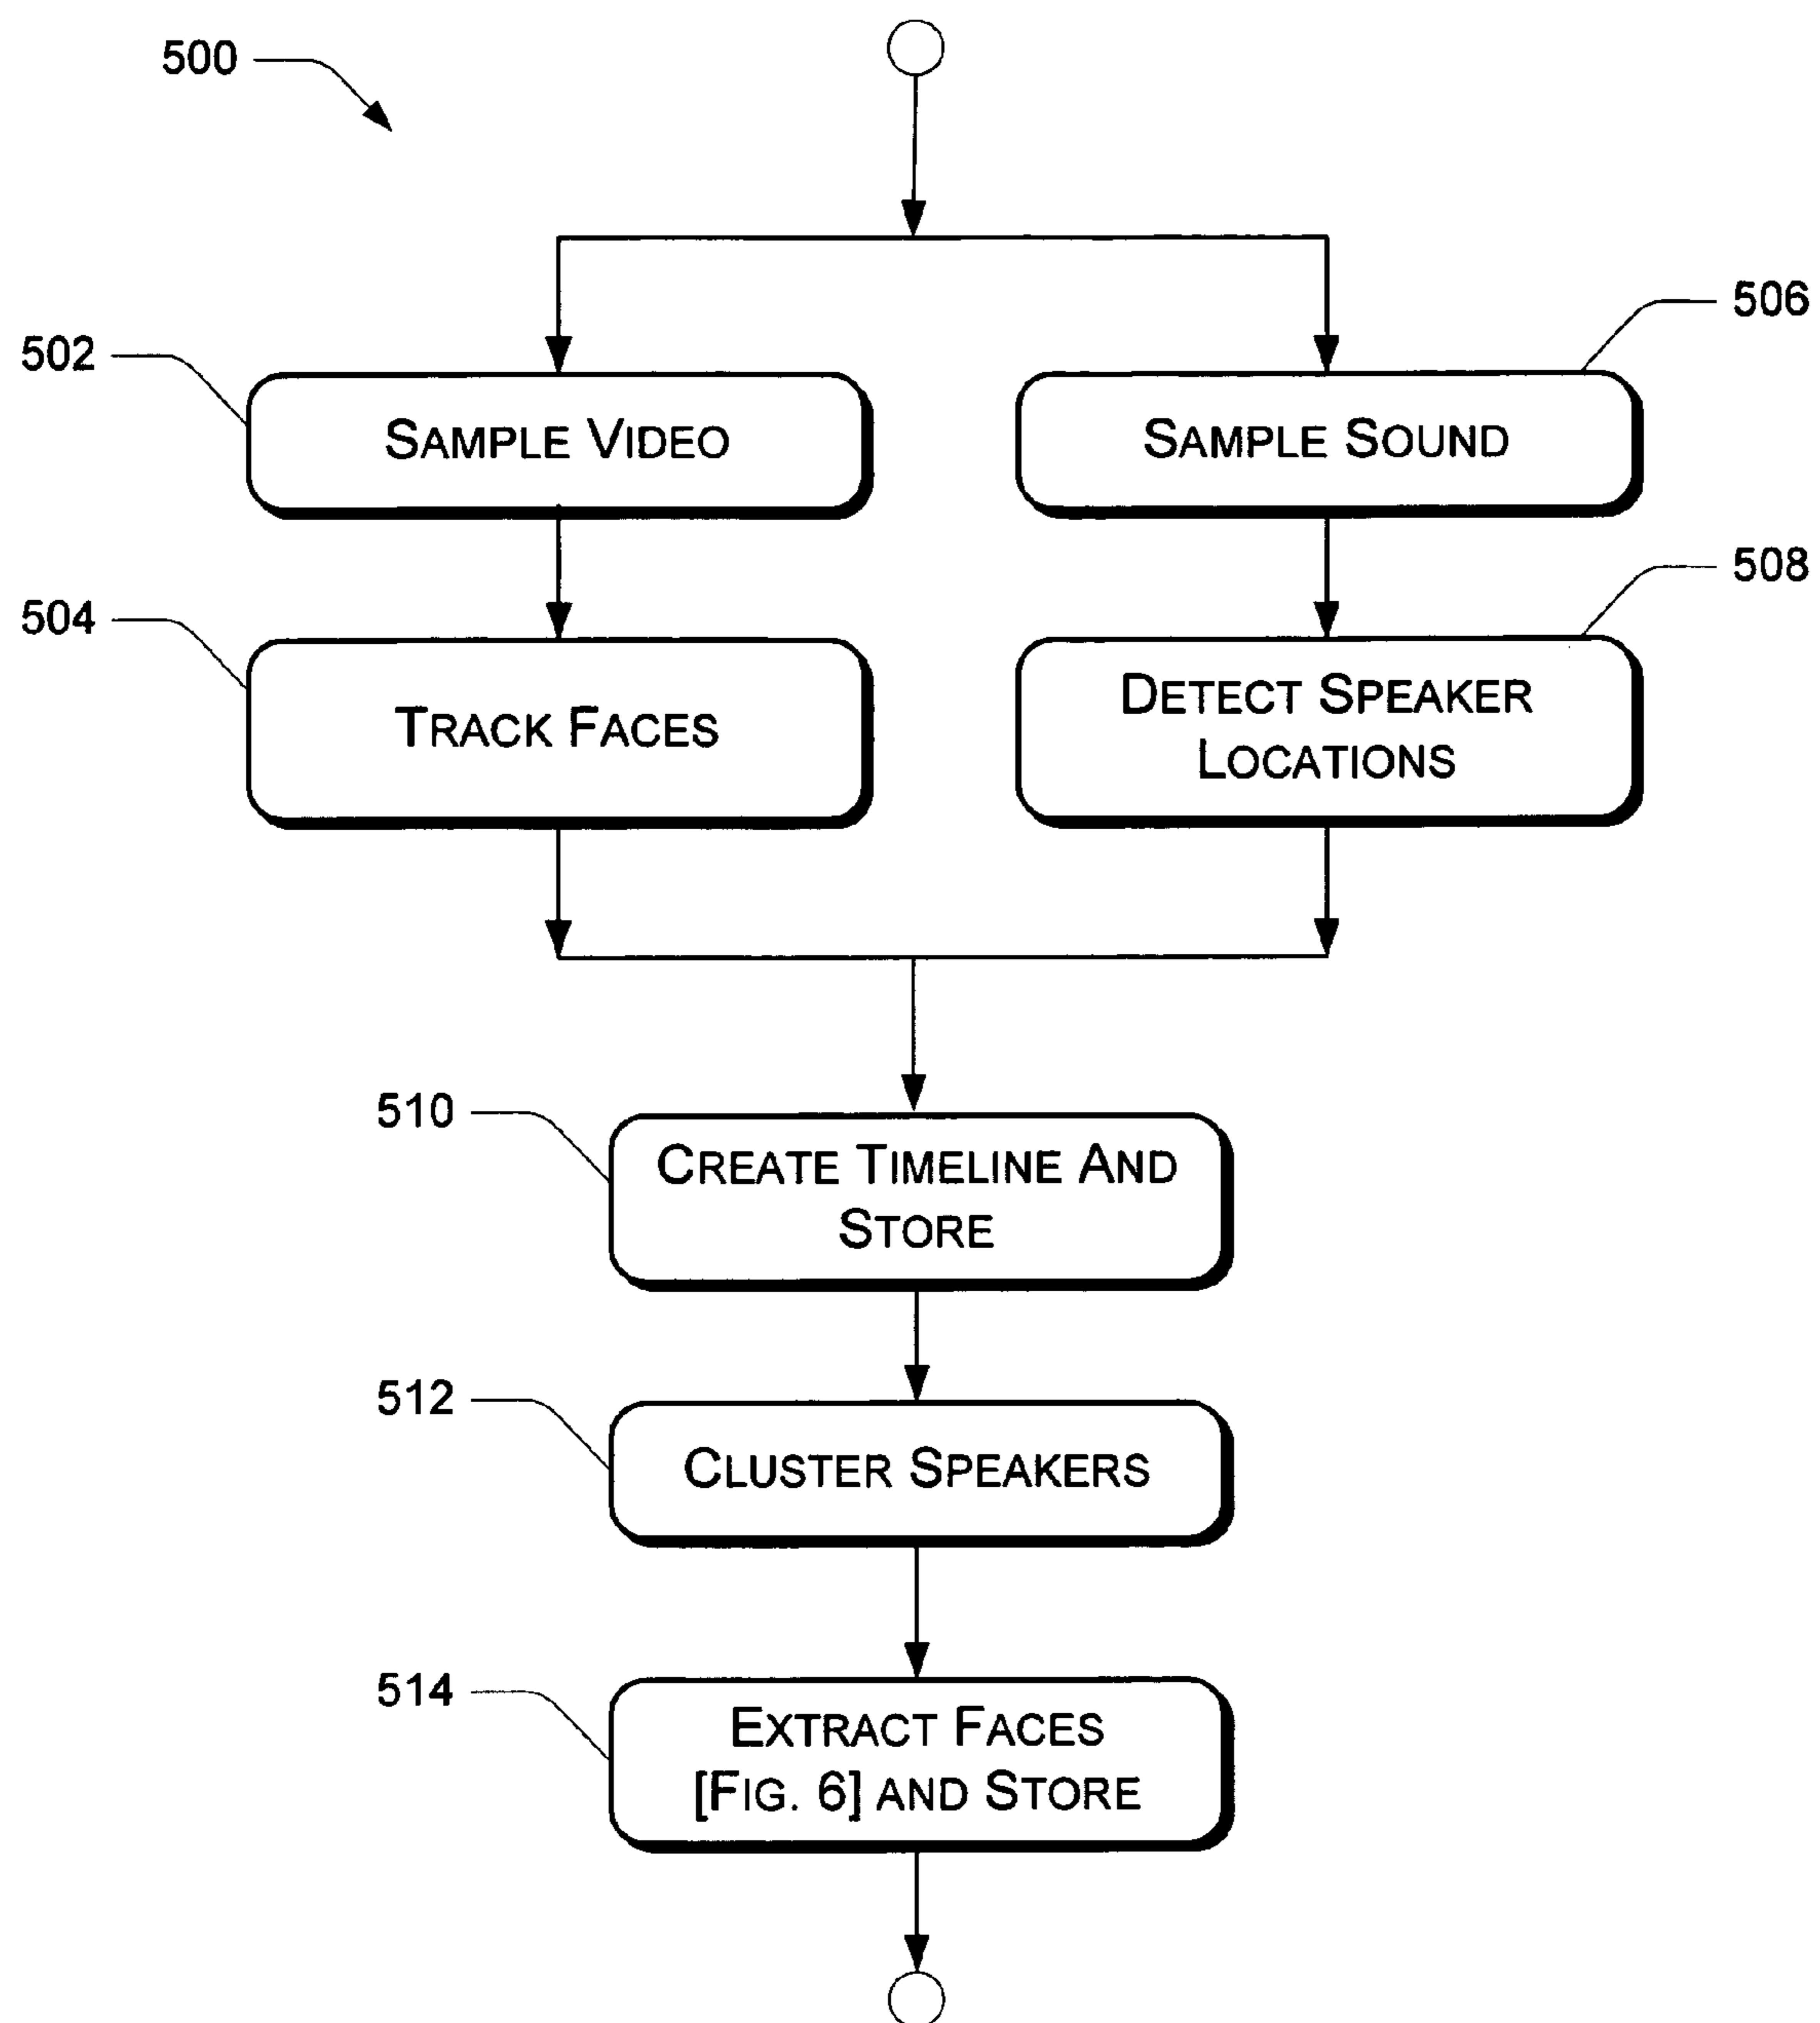 500
502
SAMPLE VIDEO
506
SAMPLE SOUND
504
TRACK FACES
508
DETECT SPEAKER
LOCATIONS
510
CREATE TIMELINE AND
STORE
512
CLUSTER SPEAKERS
514
EXTRACT FACES
[FIG. 6] AND STORE